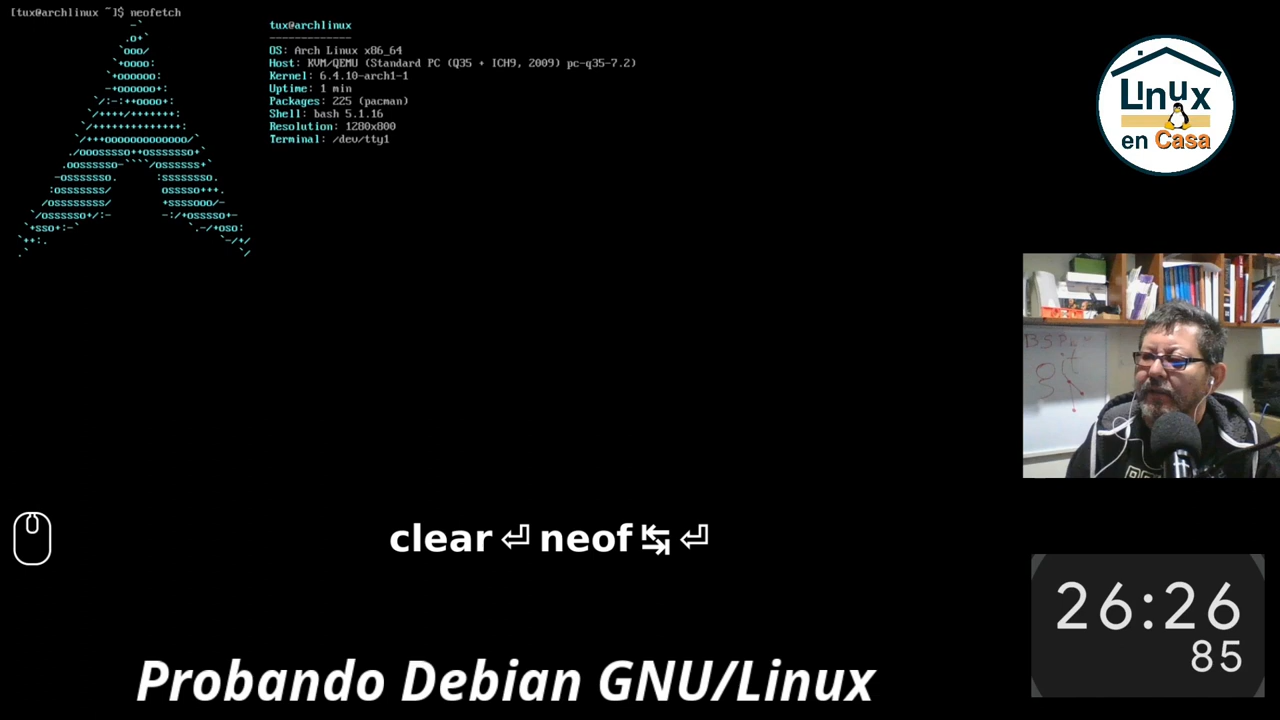 [tux@archlinux ~]$ neofetch
tux@archlinux
-------------
OS: Arch Linux x86_64
Host: KVM/QEMU (Standard PC (Q35 + ICH9, 2009) pc-q35-7.2)
Kernel: 6.4.10-arch1-1
Uptime: 1 min
Packages: 225 (pacman)
Shell: bash 5.1.16
Resolution: 1280x800
Terminal: /dev/tty1
Linux
en Casa
git
clear ⏎ neof ↹ ⏎
26:26
85
Probando Debian GNU/Linux